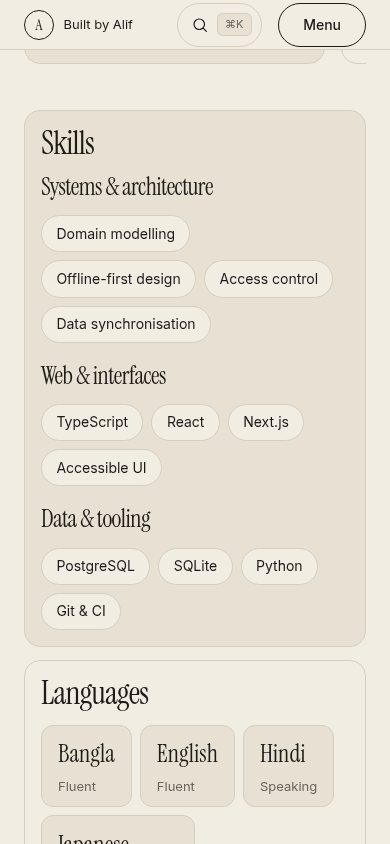 A Built by Alif ⌘K Menu
Skills
Systems & architecture
Domain modelling
Offline-first design Access control
Data synchronisation
Web & interfaces
TypeScript React Next.js
Accessible UI
Data & tooling
PostgreSQL SQLite Python
Git & CI
Languages
Bangla English Hindi
Fluent Fluent Speaking
Japanese